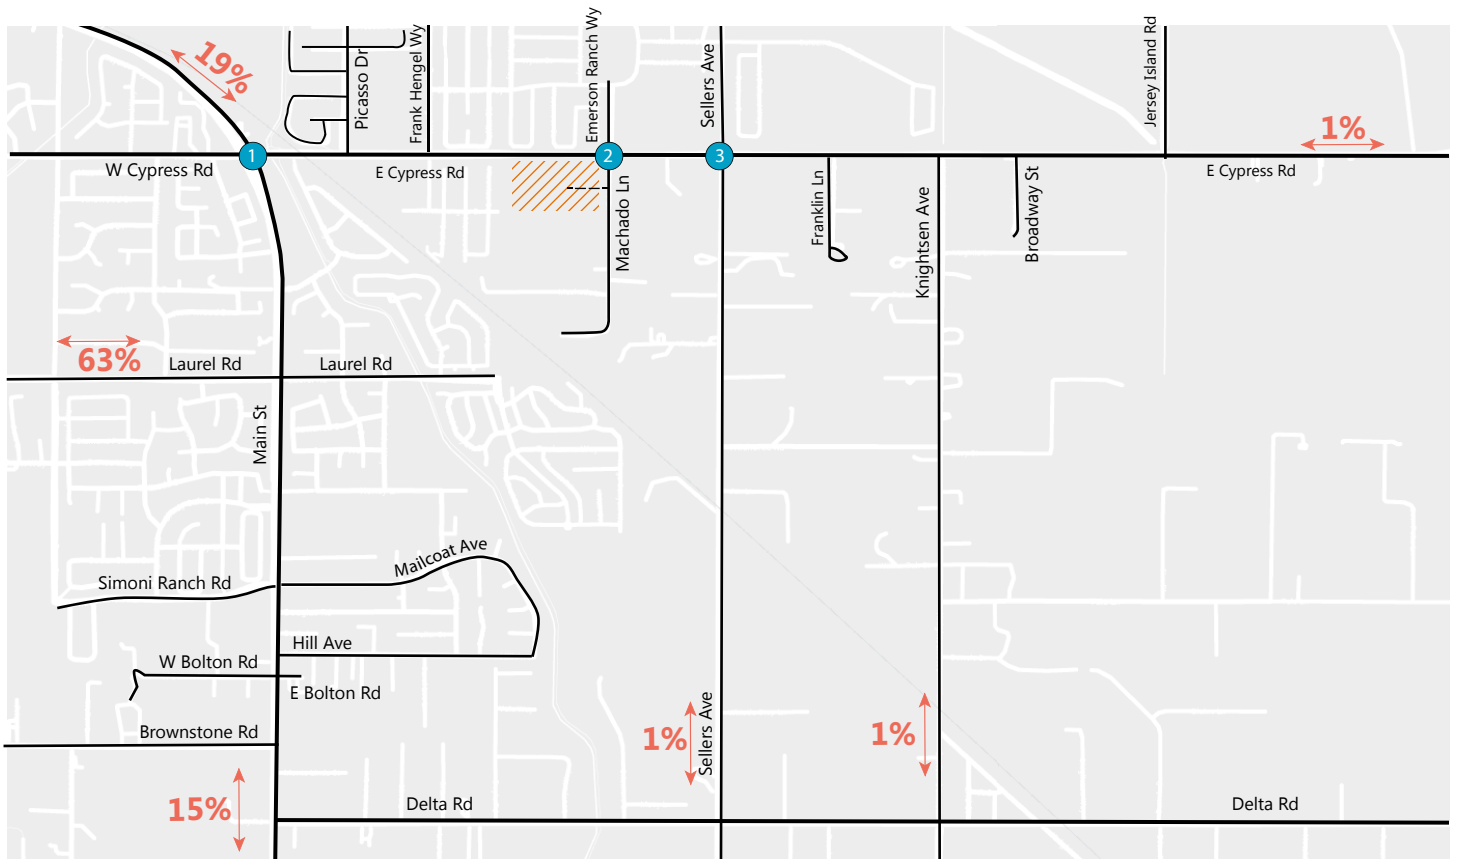 19%
Picasso Dr
Frank Hengel Wy
Emerson Ranch Wy
Sellers Ave
Jersey Island Rd
1%
1
2
3
W Cypress Rd
E Cypress Rd
E Cypress Rd
Machado Ln
Franklin Ln
Knightsen Ave
Broadway St
63%
Laurel Rd
Laurel Rd
Main St
Mailcoat Ave
Simoni Ranch Rd
Hill Ave
W Bolton Rd
E Bolton Rd
Brownstone Rd
1%
Sellers Ave
1%
15%
Delta Rd
Delta Rd